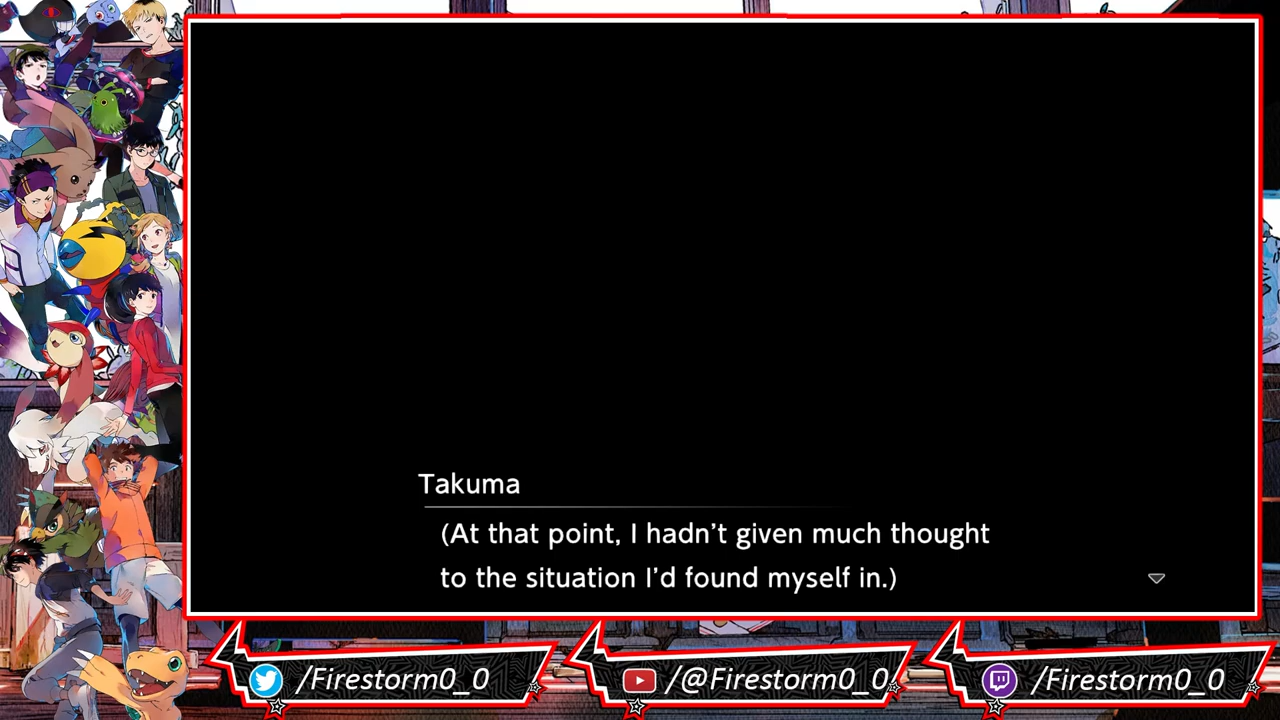 Takuma
(At that point, I hadn't given much thought
to the situation I'd found myself in.)
/Firestorm0_0
/@Firestorm0_0
/Firestorm0_0